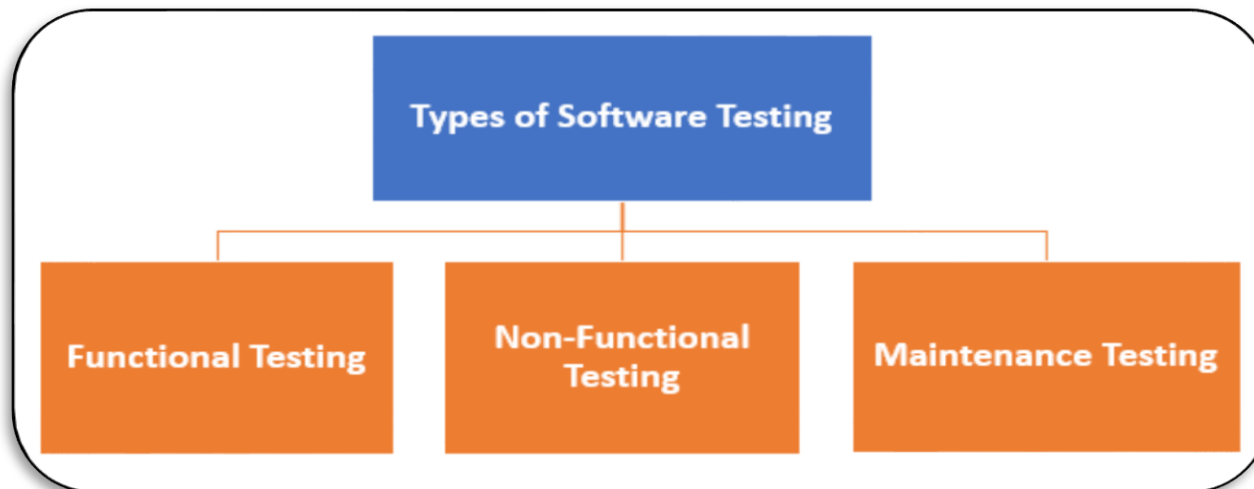 Types of Software Testing
Functional Testing
Non-Functional
Testing
Maintenance Testing